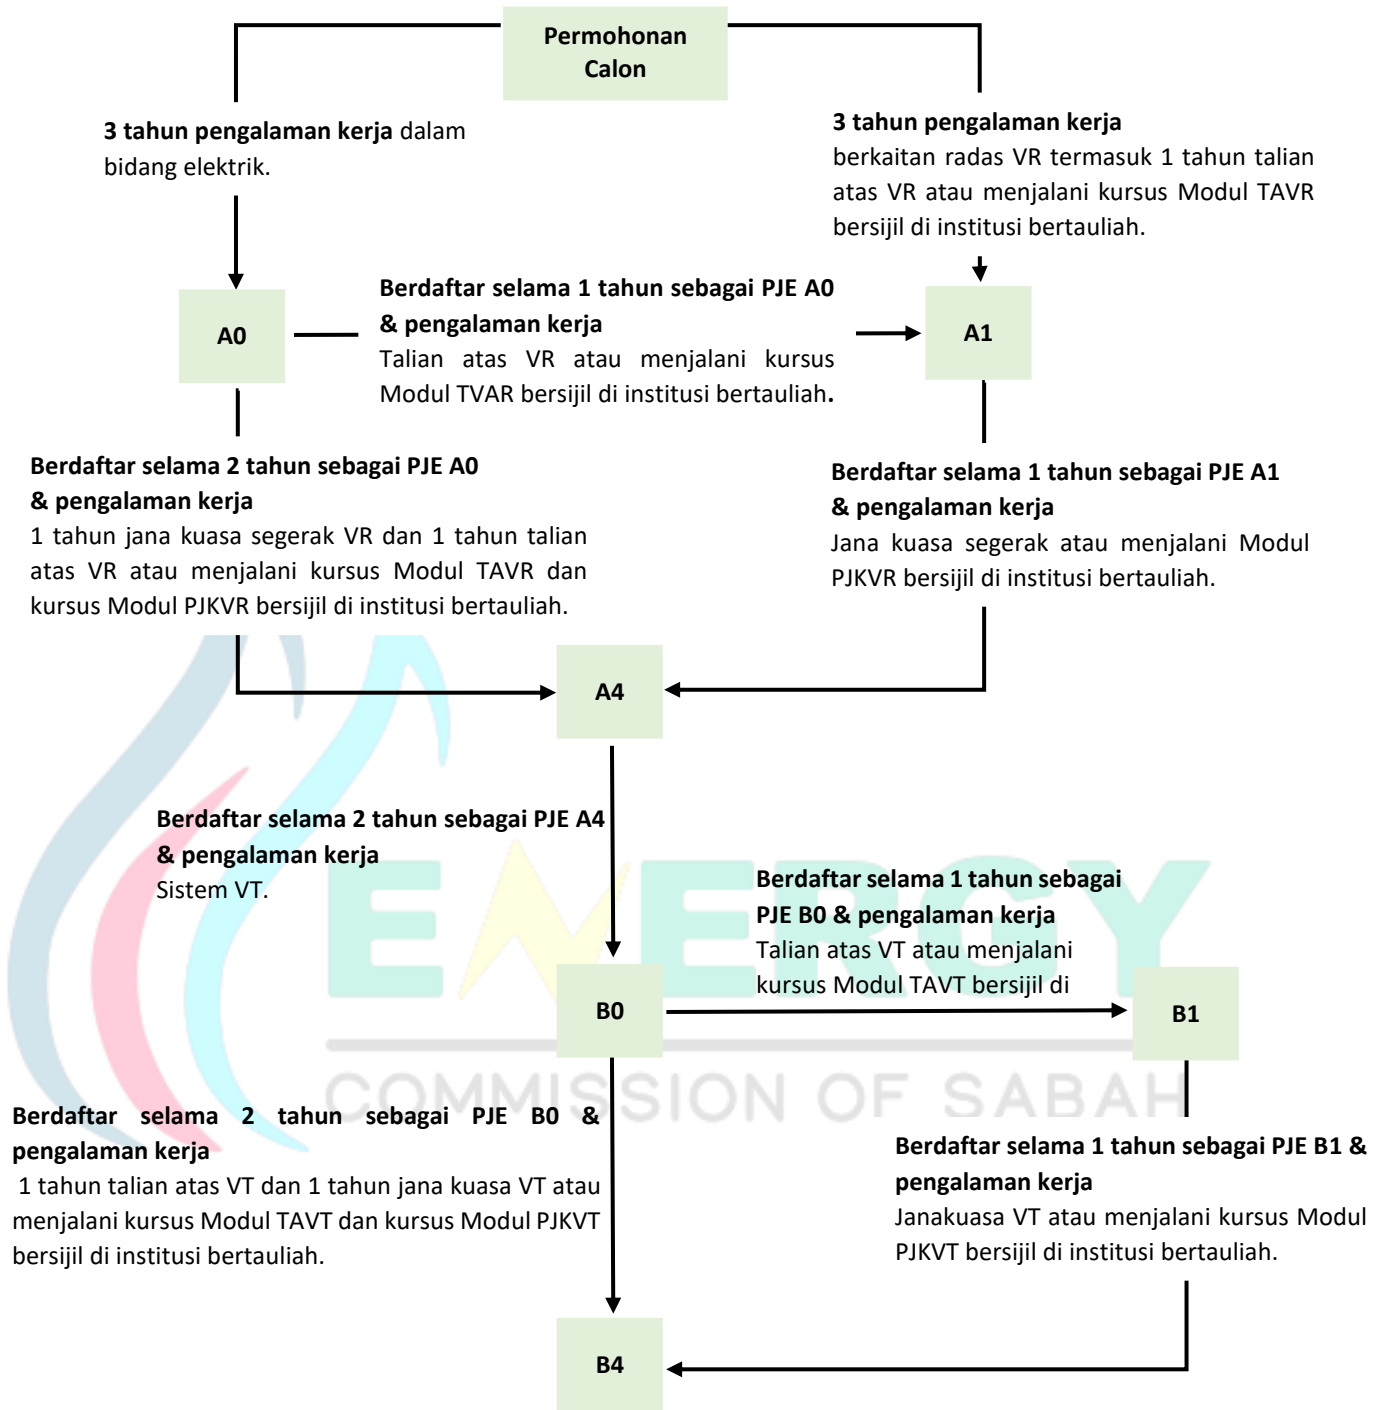 Permohonan
Calon
3 tahun pengalaman kerja dalam
bidang elektrik.
3 tahun pengalaman kerja
berkaitan radas VR termasuk 1 tahun talian
atas VR atau menjalani kursus Modul TAVR
bersijil di institusi bertauliah.
A0
Berdaftar selama 1 tahun sebagai PJE A0
& pengalaman kerja
Talian atas VR atau menjalani kursus
Modul TVAR bersijil di institusi bertauliah.
A1
Berdaftar selama 2 tahun sebagai PJE A0
& pengalaman kerja
1 tahun jana kuasa segerak VR dan 1 tahun talian
atas VR atau menjalani kursus Modul TAVR dan
kursus Modul PJKVR bersijil di institusi bertauliah.
Berdaftar selama 1 tahun sebagai PJE A1
& pengalaman kerja
Jana kuasa segerak atau menjalani Modul
PJKVR bersijil di institusi bertauliah.
A4
Berdaftar selama 2 tahun sebagai PJE A4
& pengalaman kerja
Sistem VT.
Berdaftar selama 1 tahun sebagai
PJE B0 & pengalaman kerja
Talian atas VT atau menjalani
kursus Modul TAVT bersijil di
B0
B1
ENERGY
COMMISSION OF SABAH
Berdaftar selama 2 tahun sebagai PJE B0 &
pengalaman kerja
1 tahun talian atas VT dan 1 tahun jana kuasa VT atau
menjalani kursus Modul TAVT dan kursus Modul PJKVT
bersijil di institusi bertauliah.
Berdaftar selama 1 tahun sebagai PJE B1 &
pengalaman kerja
Janakuasa VT atau menjalani kursus Modul
PJKVT bersijil di institusi bertauliah.
B4